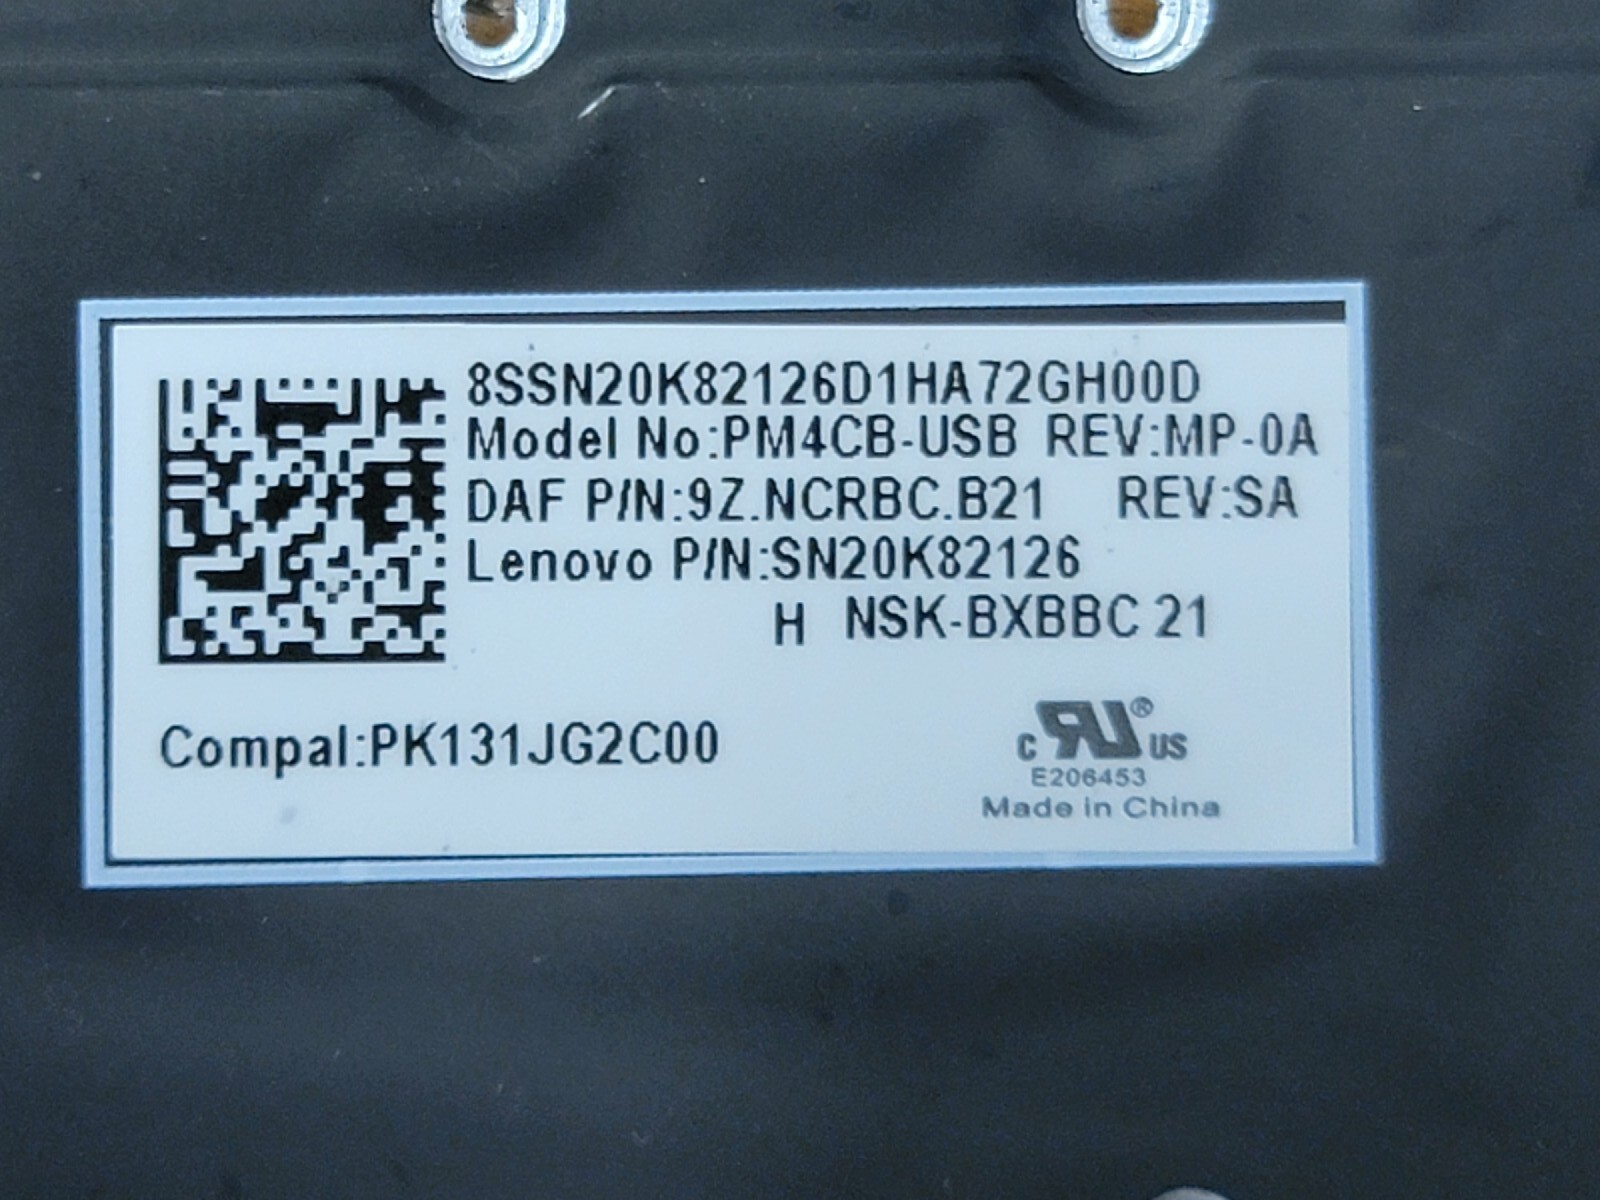 8SSN20K82126D1HA72GH00D
Model No:PM4CB-USB REV:MP-0A
DAF P/N:9Z.NCRBC.B21 REV:SA
Lenovo P/N:SN20K82126
H NSK-BXBBC 21
Compal:PK131JG2C00
c RU® US
E206453
Made in China